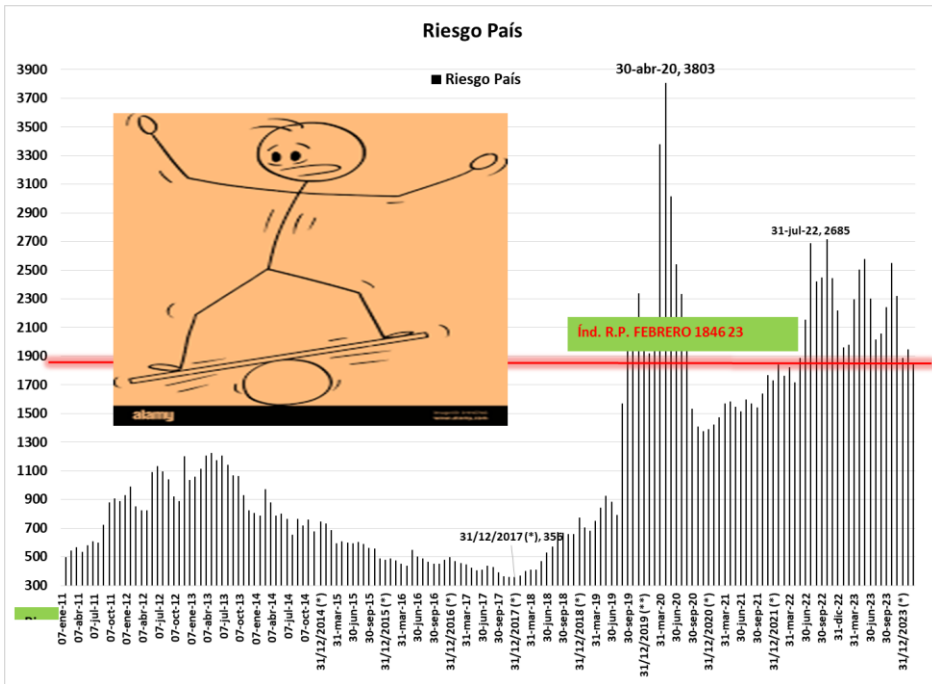 Riesgo País
3900
3700
3500
3300
3100
2900
2700
2500
2300
2100
1900
1700
1500
1300
1100
900
700
500
300
Riesgo País
30-abr-20, 3803
31-jul-22, 2685
Índ. R.P. FEBRERO 1846 23
31/12/2017 (*), 355
alamy
www.alamy.com
07-ene-11
07-abr-11
07-jul-11
07-oct-11
07-ene-12
07-abr-12
07-jul-12
07-oct-12
07-ene-13
07-abr-13
07-jul-13
07-oct-13
07-ene-14
07-abr-14
07-jul-14
07-oct-14
31/12/2014 (*)
31-mar-15
30-jun-15
30-sep-15
31/12/2015 (*)
31-mar-16
30-jun-16
30-sep-16
31/12/2016 (*)
31-mar-17
30-jun-17
30-sep-17
31/12/2017 (*)
31-mar-18
30-jun-18
30-sep-18
31/12/2018 (*)
31-mar-19
30-jun-19
30-sep-19
31/12/2019 (**)
31-mar-20
30-jun-20
30-sep-20
31/12/2020 (*)
31-mar-21
30-jun-21
30-sep-21
31/12/2021 (*)
31-mar-22
30-jun-22
30-sep-22
31-dic-22
31-mar-23
30-jun-23
30-sep-23
31/12/2023 (*)